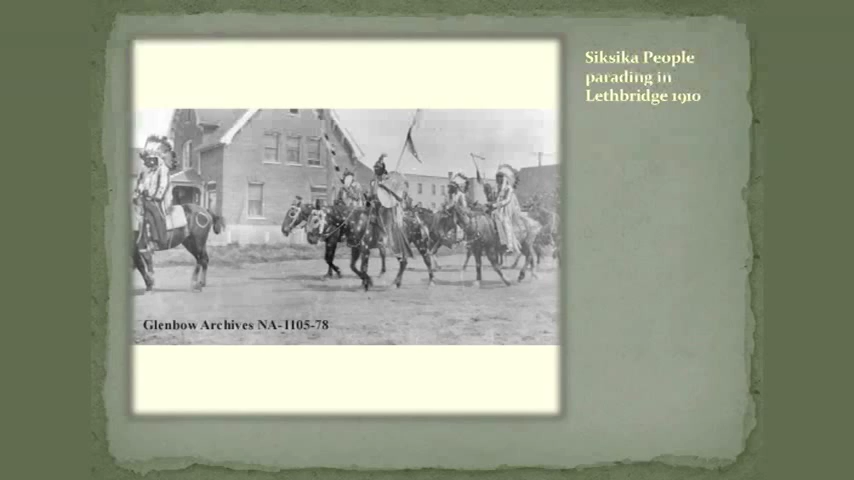 Siksika People
parading in
Lethbridge 1910
Glenbow Archives NA-1105-78